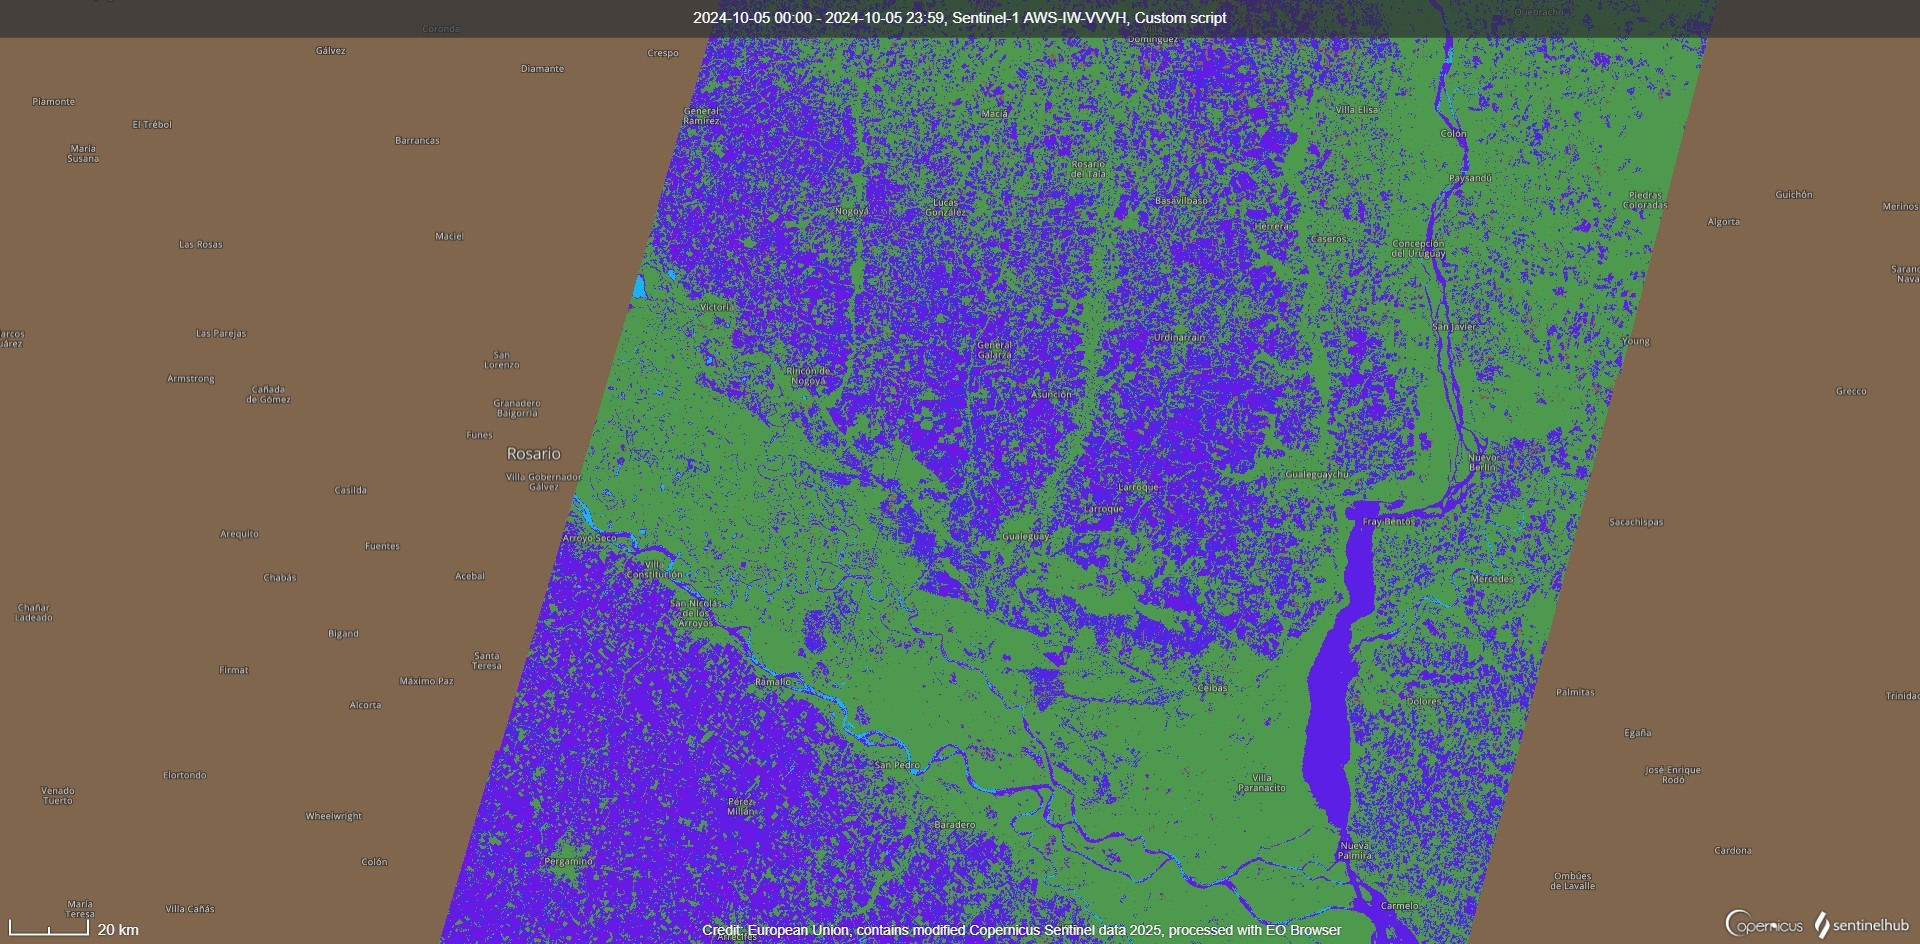 2024-10-05 00:00 - 2024-10-05 23:59, Sentinel-1 AWS-IW-VVVH, Custom script
Coronda
Quebracho
Domínguez
Gálvez
Crespo
Diamante
Piamonte
General
Ramírez
Maciá
Villa Elisa
El Trébol
Barrancas
Colón
María
Susana
Rosario
del Tala
Paysandú
Piedras
Coloradas
Guichón
Merinos
Nogoyá
Lucas
González
Basavilbaso
Algorta
Herrera
Caseros
Concepción
del Uruguay
Las Rosas
Maciel
Victoria
San Javier
Las Parejas
Urdinarrain
Young
General
Galarza
San
Lorenzo
Rincón de
Nogoyá
Armstrong
Cañada
de Gómez
Asunción
Grecco
Granadero
Baigorria
Funes
Rosario
Nuevo
Berlín
Villa Gobernador
Gálvez
Gualeguaychú
Casilda
Larroque
Larroque
Fray Bentos
Sacachispas
Arequito
Arroyo Seco
Gualeguay
Fuentes
Villa
Constitución
Chabás
Acebal
Mercedes
Chañar
Ladeado
San Nicolás
de los
Arroyos
Bigand
Santa
Teresa
Firmat
Máximo Paz
Ramallo
Ceibas
Palmitas
Alcorta
Dolores
Egaña
San Pedro
Elortondo
Villa
Paranacito
José Enrique
Rodó
Venado
Tuerto
Pérez
Millán
Wheelwright
Baradero
Colón
Pergamino
Nueva
Palmira
Cardona
Ombúes
de Lavalle
María
Teresa
Villa Cañás
Carmelo
20 km
Arrecifes
Credit: European Union, contains modified Copernicus Sentinel data 2025, processed with EO Browser
Copernicus
sentinelhub